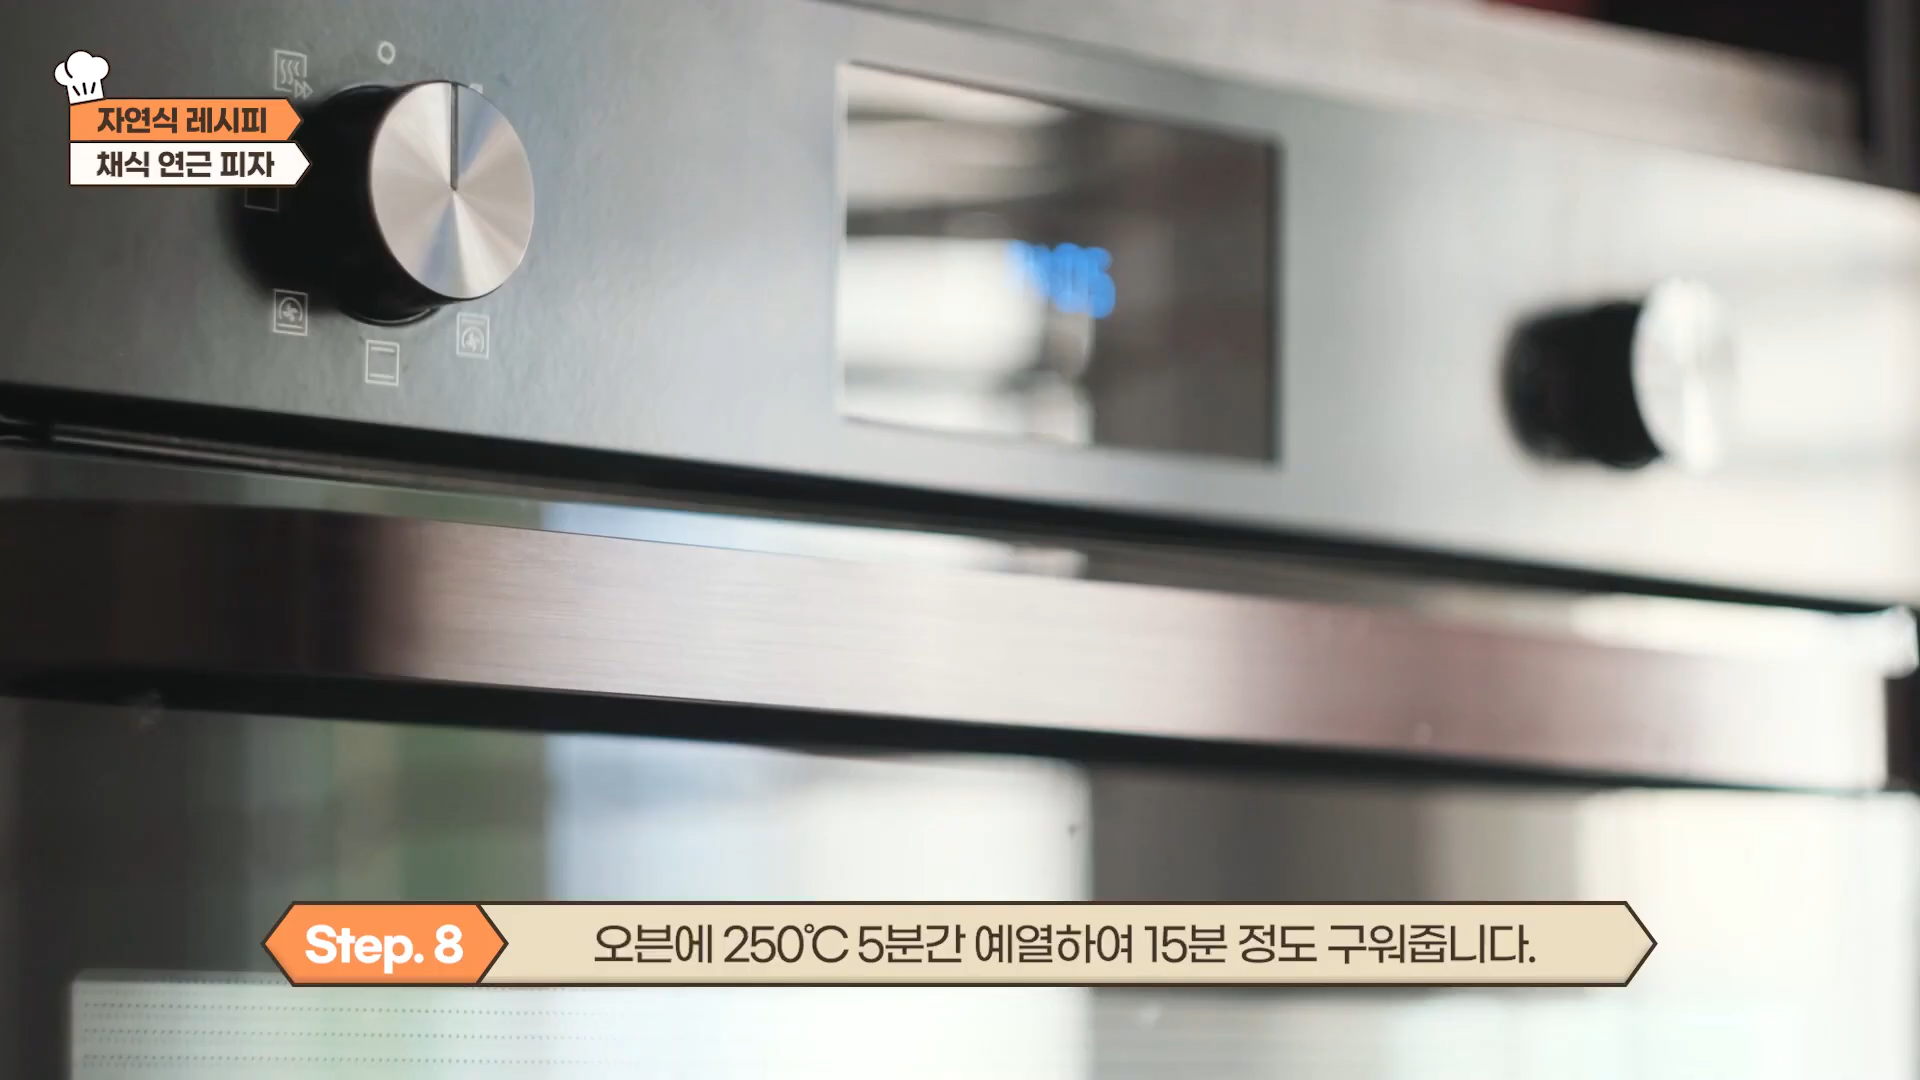 자연식 레시피
채식 연근 피자
Step. 8
오븐에 250℃ 5분간 예열하여 15분 정도 구워줍니다.